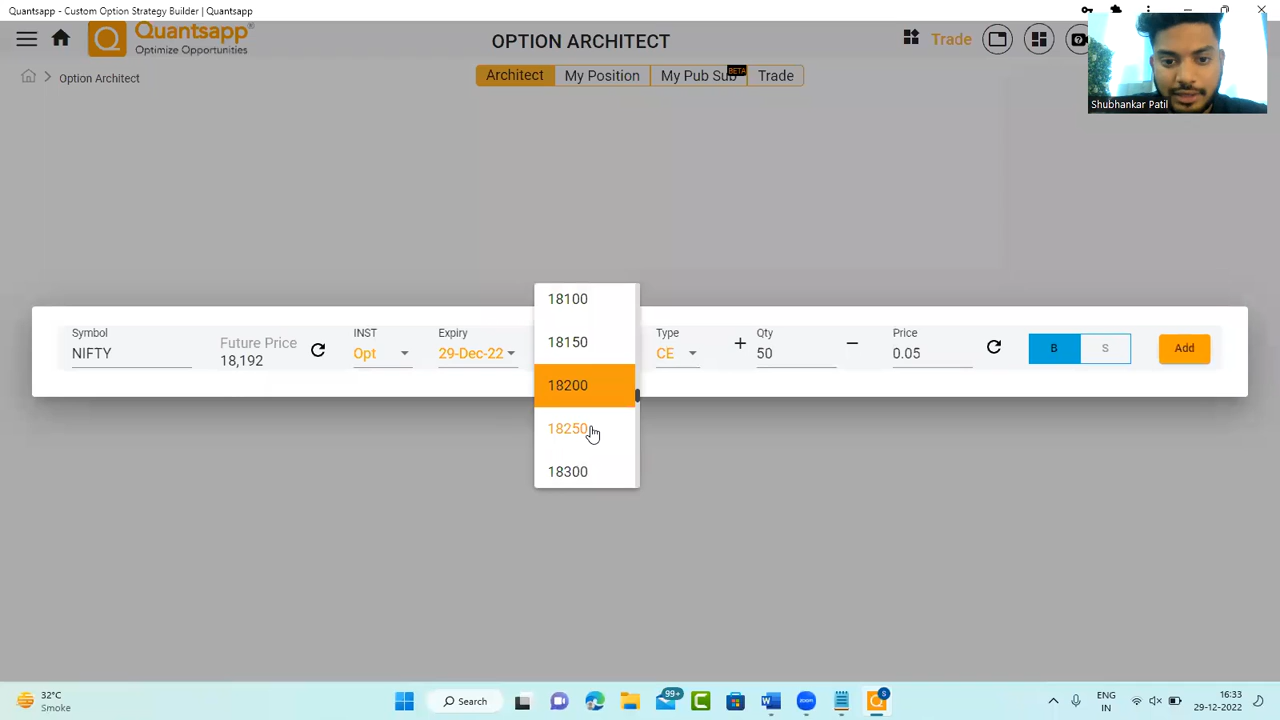 Quantsapp - Custom Option Strategy Builder | Quantsapp
Quantsapp
Optimize Opportunities
OPTION ARCHITECT
Trade
Option Architect
Architect
My Position
My Pub Sub
BETA
Trade
Shubhankar Patil
Symbol
NIFTY
Future Price
18,192
INST
Opt
Expiry
29-Dec-22
18100
18150
18200
18250
18300
Type
CE
Qty
50
Price
0.05
B
S
Add
32°C
Smoke
Search
99+
S
ENG
IN
16:33
29-12-2022